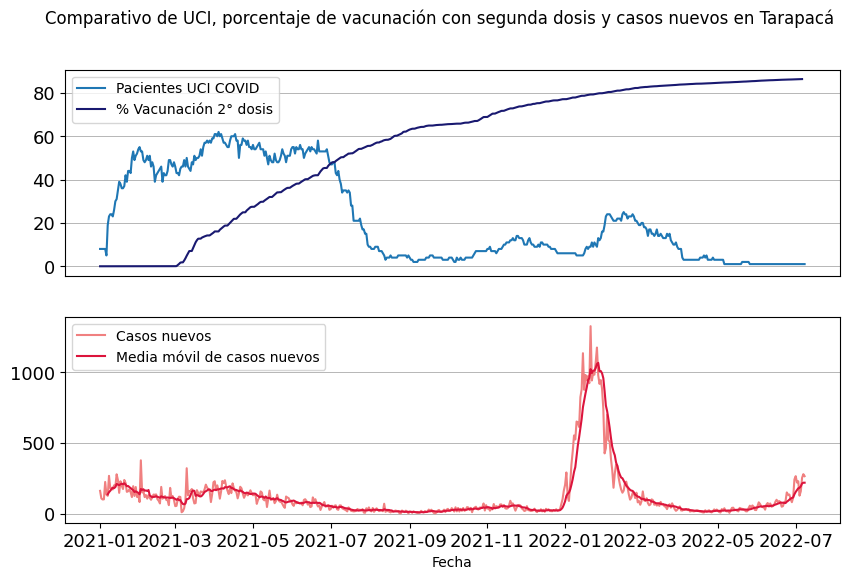 Comparativo de UCI, porcentaje de vacunación con segunda dosis y casos nuevos en Tarapacá
Pacientes UCI COVID
% Vacunación 2° dosis
80
60
40
20
0
Casos nuevos
Media móvil de casos nuevos
1000
500
0
2021-01 2021-03 2021-05 2021-07 2021-09 2021-11 2022-01 2022-03 2022-05 2022-07
Fecha